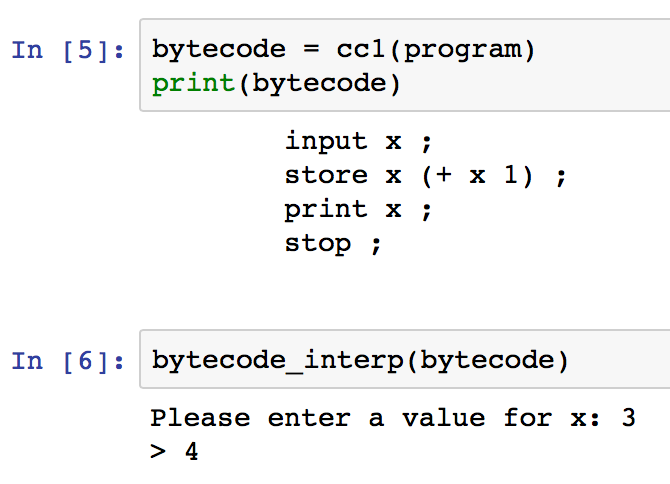 In [5]: bytecode = cc1(program)
print(bytecode)
input x ;
store x (+ x 1) ;
print x ;
stop ;
In [6]: bytecode_interp(bytecode)
Please enter a value for x: 3
> 4